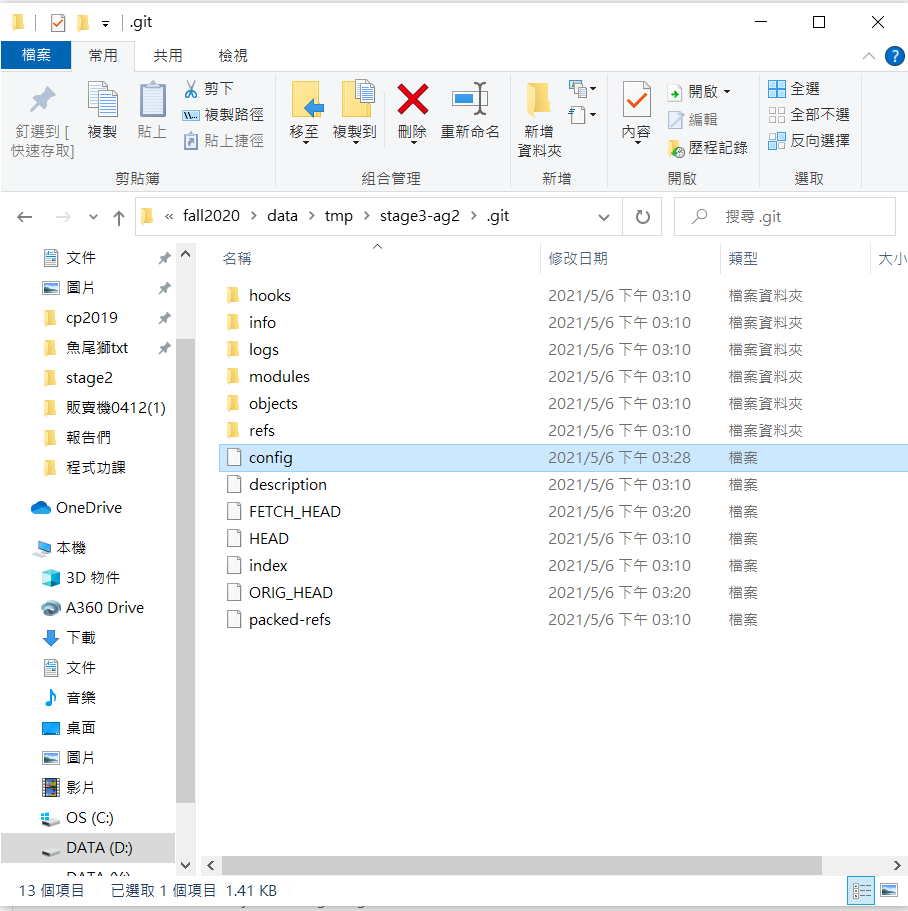 .git
檔案 常用 共用 檢視
釘選到 [
快速存取]
複製
貼上
剪下
複製路徑
貼上捷徑
剪貼簿
移至
複製到
刪除
重新命名
組合管理
新增
資料夾
新增
內容
開啟
編輯
歷程記錄
開啟
全選
全部不選
反向選擇
選取
« fall2020 > data > tmp > stage3-ag2 > .git
搜尋 .git
文件
圖片
cp2019
魚尾獅txt
stage2
販賣機0412(1)
報告們
程式功課
OneDrive
本機
3D 物件
A360 Drive
下載
文件
音樂
桌面
圖片
影片
OS (C:)
DATA (D:)
名稱 修改日期 類型 大小
hooks 2021/5/6 下午 03:10 檔案資料夾
info 2021/5/6 下午 03:10 檔案資料夾
logs 2021/5/6 下午 03:10 檔案資料夾
modules 2021/5/6 下午 03:10 檔案資料夾
objects 2021/5/6 下午 03:10 檔案資料夾
refs 2021/5/6 下午 03:10 檔案資料夾
config 2021/5/6 下午 03:28 檔案
description 2021/5/6 下午 03:10 檔案
FETCH_HEAD 2021/5/6 下午 03:20 檔案
HEAD 2021/5/6 下午 03:10 檔案
index 2021/5/6 下午 03:10 檔案
ORIG_HEAD 2021/5/6 下午 03:20 檔案
packed-refs 2021/5/6 下午 03:10 檔案
13 個項目 已選取 1 個項目 1.41 KB